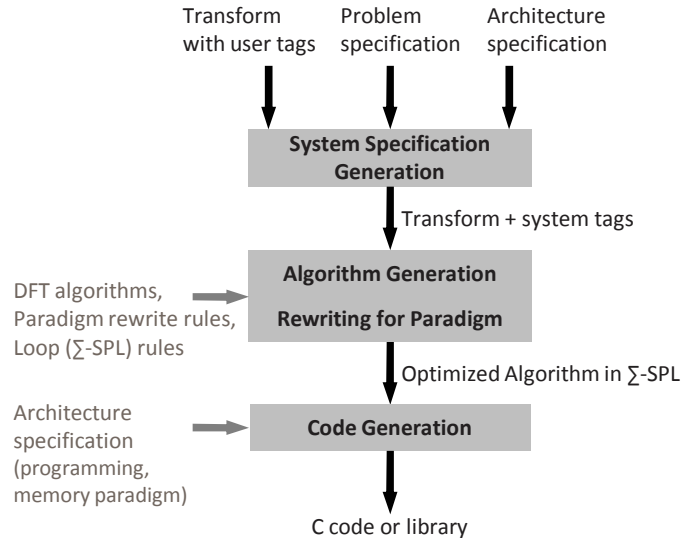 Transform
with user tags
Problem
specification
Architecture
specification
System Specification
Generation
Transform + system tags
Algorithm Generation
Rewriting for Paradigm
DFT algorithms,
Paradigm rewrite rules,
Loop (∑-SPL) rules
Optimized Algorithm in ∑-SPL
Architecture
specification
(programming,
memory paradigm)
Code Generation
C code or library